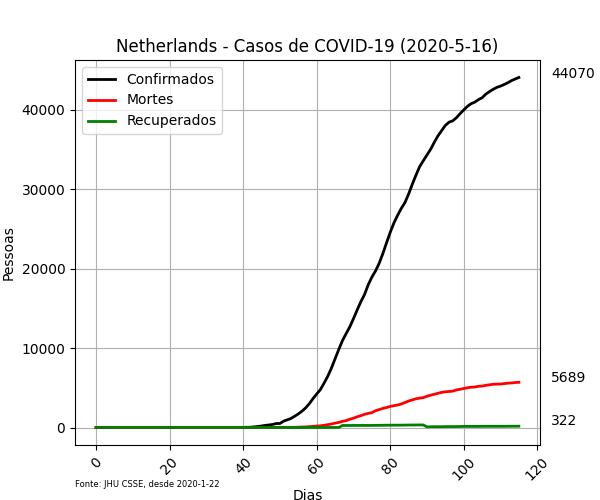 Netherlands - Casos de COVID-19 (2020-5-16)
Confirmados
Mortes
Recuperados
44070
5689
322
Pessoas
40000
30000
20000
10000
0
0 20 40 60 80 100 120
Dias
Fonte: JHU CSSE, desde 2020-1-22